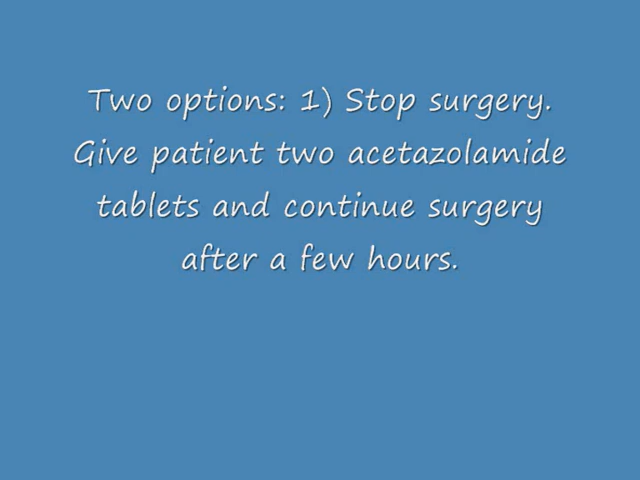 Two options: 1) Stop surgery.
Give patient two acetazolamide
tablets and continue surgery
after a few hours.